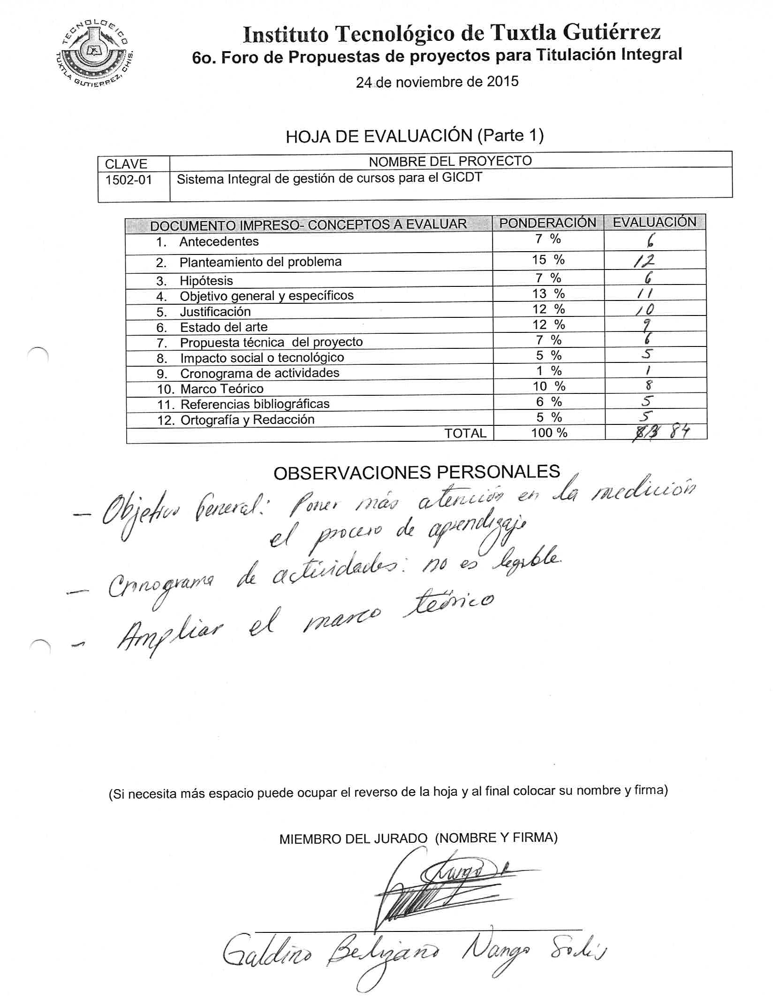 TECNOLOGICO
TUXTLA GUTIERREZ, CHIS.
Instituto Tecnológico de Tuxtla Gutiérrez
6o. Foro de Propuestas de proyectos para Titulación Integral
24 de noviembre de 2015
HOJA DE EVALUACIÓN (Parte 1)
CLAVE NOMBRE DEL PROYECTO
1502-01 Sistema Integral de gestión de cursos para el GICDT
DOCUMENTO IMPRESO- CONCEPTOS A EVALUAR PONDERACIÓN EVALUACIÓN
1. Antecedentes 7 % 6
2. Planteamiento del problema 15 % 12
3. Hipótesis 7 % 6
4. Objetivo general y específicos 13 % 11
5. Justificación 12 % 10
6. Estado del arte 12 % 9
7. Propuesta técnica del proyecto 7 % 6
8. Impacto social o tecnológico 5 % 5
9. Cronograma de actividades 1 % 1
10. Marco Teórico 10 % 8
11. Referencias bibliográficas 6 % 5
12. Ortografía y Redacción 5 % 5
TOTAL 100 % 84
OBSERVACIONES PERSONALES
– Objetivo General: Poner más atención en la medición
el proceso de aprendizaje
– Cronograma de actividades: no es legible.
– Ampliar el marco teórico
(Si necesita más espacio puede ocupar el reverso de la hoja y al final colocar su nombre y firma)
MIEMBRO DEL JURADO (NOMBRE Y FIRMA)
Galdino Belizario Nango Solís